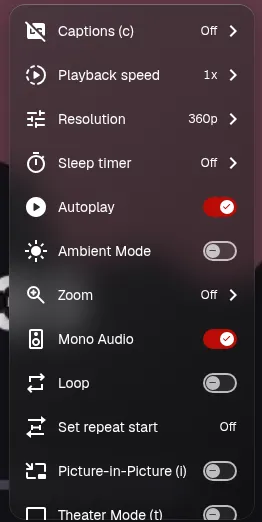 Captions (c) Off
Playback speed 1x
Resolution 360p
Sleep timer Off
Autoplay
Ambient Mode
Zoom Off
Mono Audio
Loop
Set repeat start Off
Picture-in-Picture (i)
Theater Mode (t)